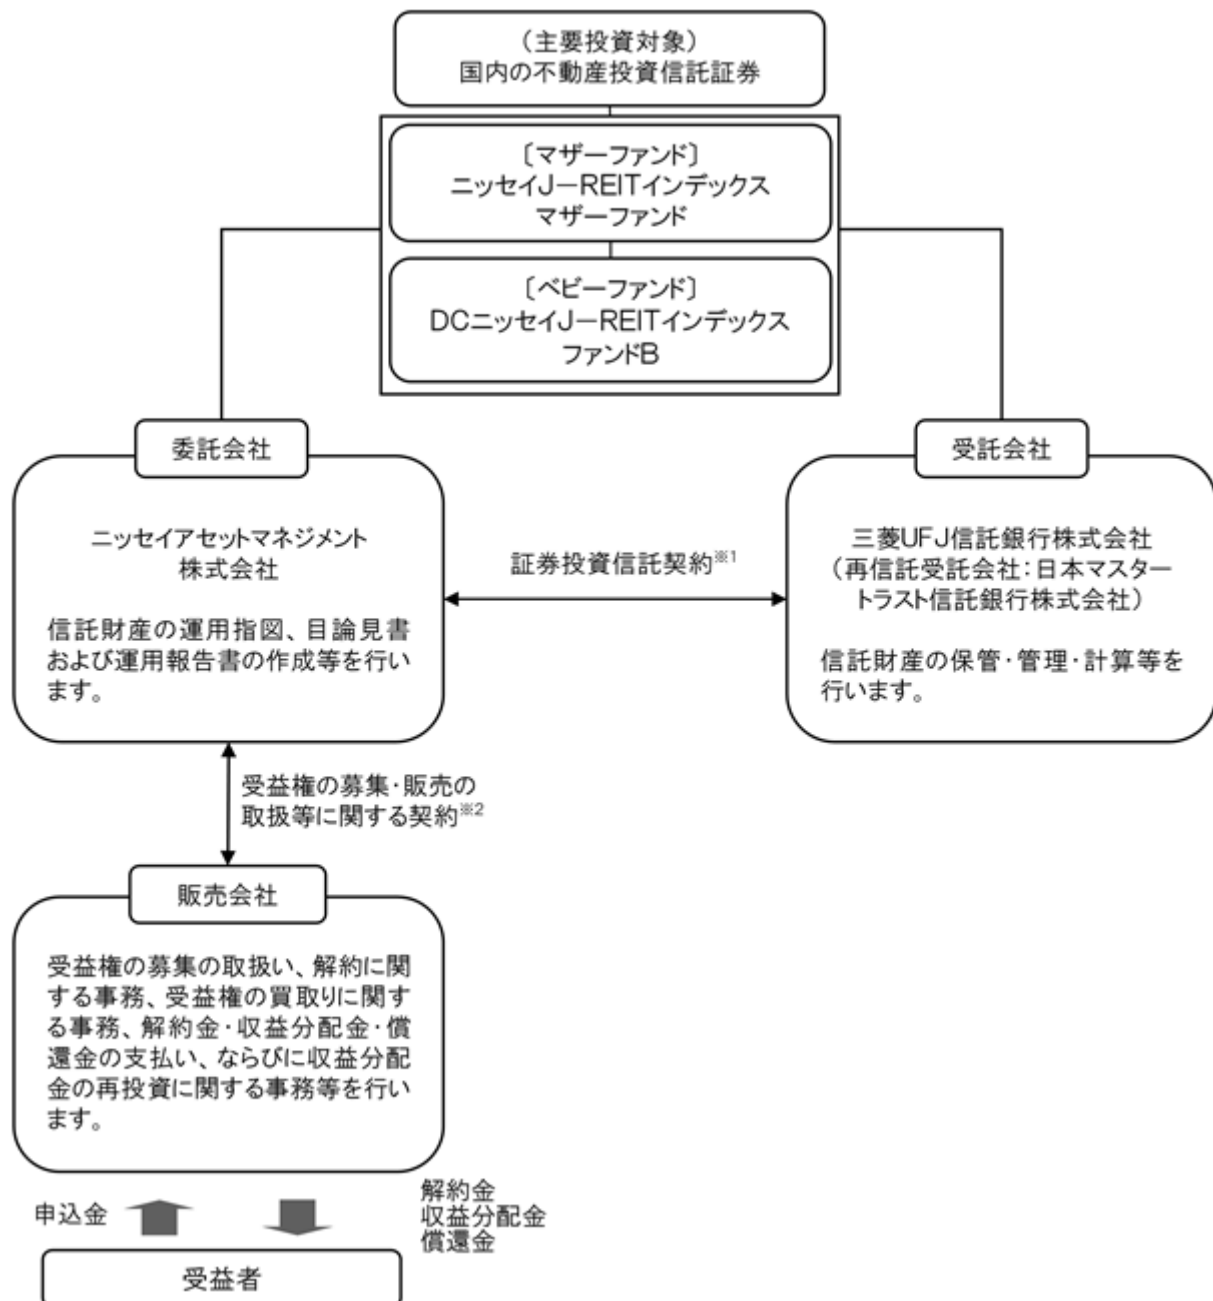 （主要投資対象）
国内の不動産投資信託証券
〔マザーファンド〕
ニッセイJ－REITインデックス
マザーファンド
〔ベビーファンド〕
DCニッセイJ－REITインデックス
ファンドB
委託会社
ニッセイアセットマネジメント
株式会社
信託財産の運用指図、目論見書
および運用報告書の作成等を行い
ます。
証券投資信託契約※1
受託会社
三菱UFJ信託銀行株式会社
（再信託受託会社：日本マスター
トラスト信託銀行株式会社）
信託財産の保管・管理・計算等を
行います。
受益権の募集・販売の
取扱等に関する契約※2
販売会社
受益権の募集の取扱い、解約に関
する事務、受益権の買取りに関す
る事務、解約金・収益分配金・償
還金の支払い、ならびに収益分配
金の再投資に関する事務等を行い
ます。
申込金
解約金
収益分配金
償還金
受益者